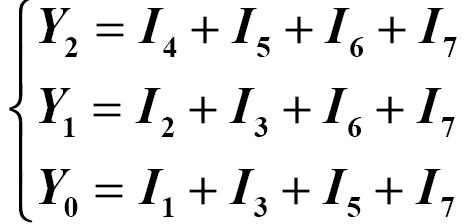 Y₂ = I₄ + I₅ + I₆ + I₇
Y₁ = I₂ + I₃ + I₆ + I₇
Y₀ = I₁ + I₃ + I₅ + I₇